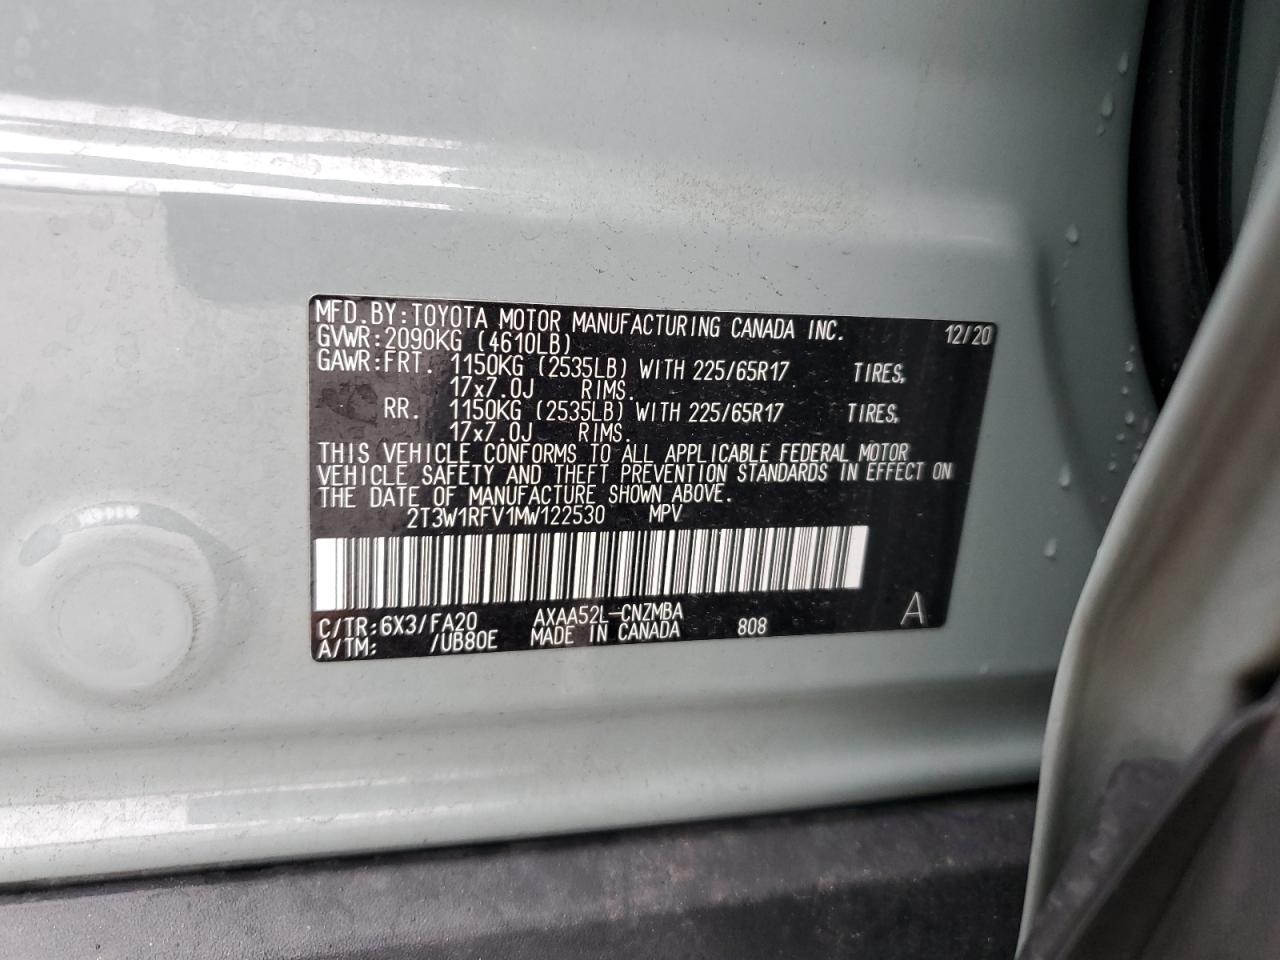 MFD. BY: TOYOTA MOTOR MANUFACTURING CANADA INC. 12/20
GVWR: 2090KG (4610LB)
GAWR: FRT. 1150KG (2535LB) WITH 225/65R17 TIRES,
17x7.0J RIMS.
RR. 1150KG (2535LB) WITH 225/65R17 TIRES,
17x7.0J RIMS.
THIS VEHICLE CONFORMS TO ALL APPLICABLE FEDERAL MOTOR
VEHICLE SAFETY AND THEFT PREVENTION STANDARDS IN EFFECT ON
THE DATE OF MANUFACTURE SHOWN ABOVE.
2T3W1RFV1MW122530 MPV
C/TR: 6X3/FA20 AXAA52L-CNZMBA
A/TM: /UB80E MADE IN CANADA 808 A